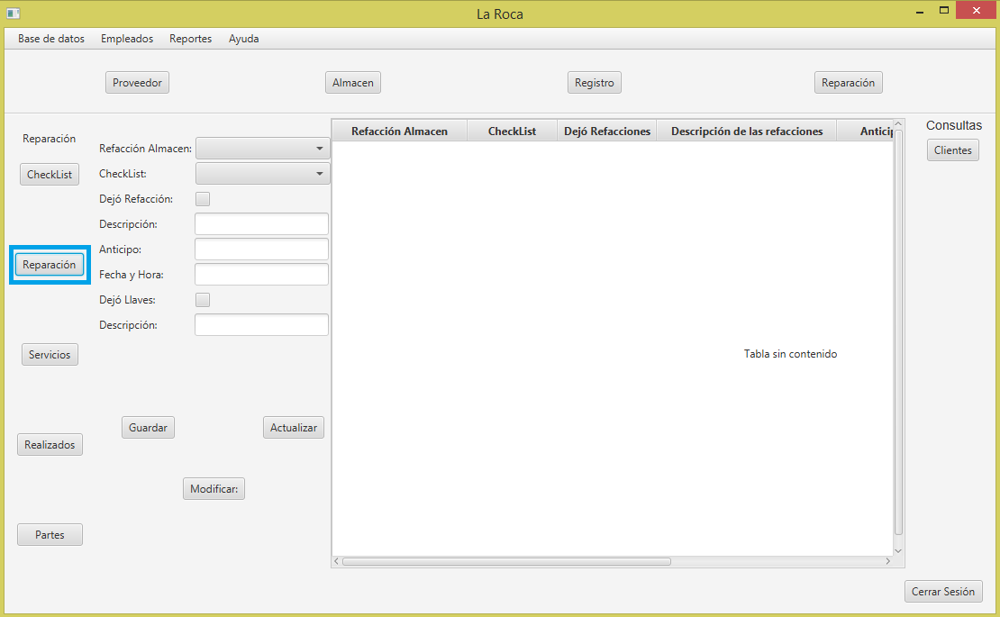 La Roca
Base de datos Empleados Reportes Ayuda
Proveedor Almacen Registro Reparación
Reparación
CheckList
Reparación
Servicios
Realizados
Partes
Refacción Almacen:
CheckList:
Dejó Refacción:
Descripción:
Anticipo:
Fecha y Hora:
Dejó Llaves:
Descripción:
Guardar Actualizar
Modificar:
Refacción Almacen CheckList Dejó Refacciones Descripción de las refacciones Antici
Tabla sin contenido
Consultas
Clientes
Cerrar Sesión